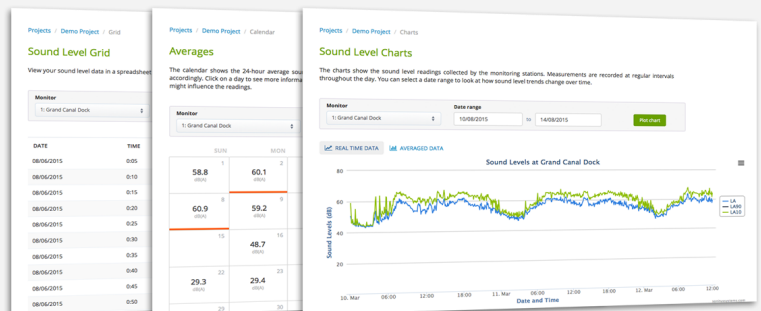 Projects / Demo Project / Grid
Sound Level Grid
View your sound level data in a spreadsheet
Monitor
1: Grand Canal Dock
DATE TIME
08/06/2015 0:05
08/06/2015 0:10
08/06/2015 0:15
08/06/2015 0:20
08/06/2015 0:25
08/06/2015 0:30
08/06/2015 0:35
08/06/2015 0:40
08/06/2015 0:45
08/06/2015 0:50
Projects / Demo Project / Calendar
Averages
The calendar shows the 24-hour average
accordingly. Click on a day to see more
might influence the readings.
Monitor
1: Grand Canal Dock
SUN MON
1 2
58.8 60.1
dB(A) dB(A)
8 9
60.9 59.2
dB(A) dB(A)
15 16
48.7
dB(A)
22 23
29.3 29.4
dB(A) dB(A)
29 30
Projects / Demo Project / Charts
Sound Level Charts
The charts show the sound level readings collected by the monitoring stations. Measurements are recorded at regular intervals
throughout the day. You can select a date range to look at how sound level trends change over time.
Monitor Date range
1: Grand Canal Dock 10/08/2015 to 14/08/2015 Plot chart
REAL TIME DATA AVERAGED DATA
Sound Levels at Grand Canal Dock
Sound Levels (dB)
80
60
40
20
LA
LA90
LA10
10. Mar 06:00 12:00 18:00 11. Mar 06:00 12:00 18:00 12. Mar 06:00 12:00
Date and Time